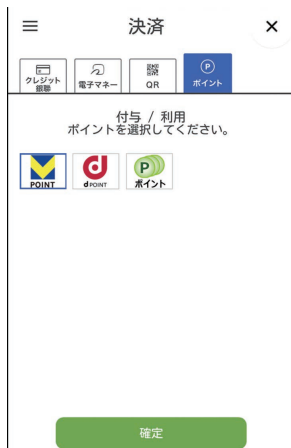 決済
クレジット
銀聯
電子マネー
QR
P
ポイント
付与 / 利用
ポイントを選択してください。
V
POINT
d
d POINT
P
ポイント
確定